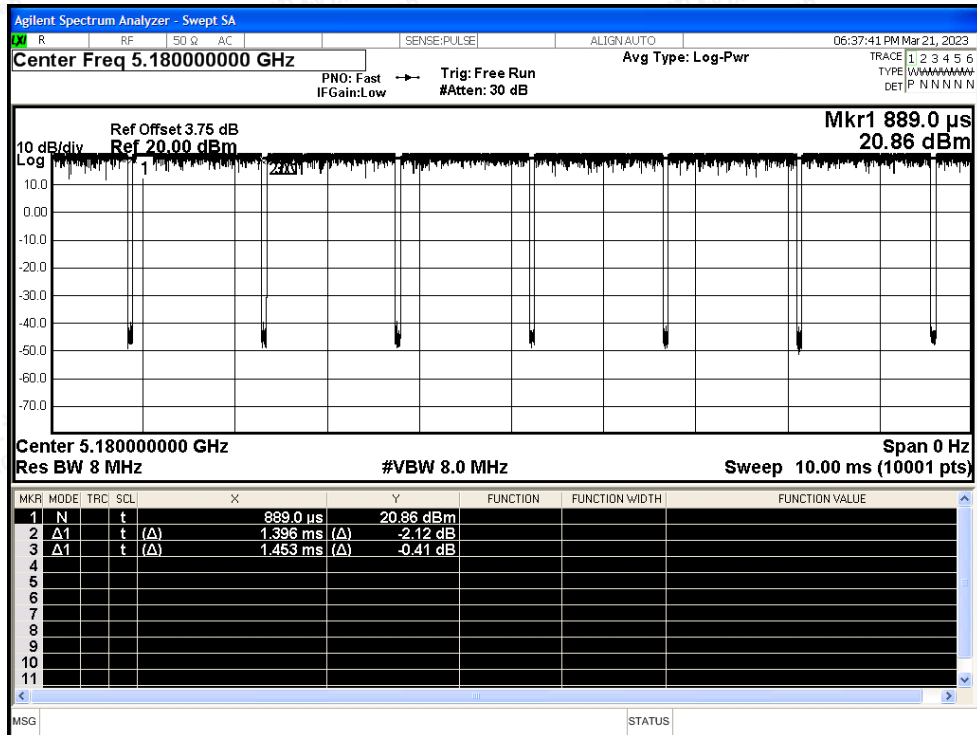 Agilent Spectrum Analyzer - Swept SA
LXI R RF 50 Ω AC SENSE:PULSE ALIGN AUTO 06:37:41 PM Mar 21, 2023
Center Freq 5.180000000 GHz
PNO: Fast
IFGain:Low
Trig: Free Run
#Atten: 30 dB
Avg Type: Log-Pwr
TRACE 1 2 3 4 5 6
TYPE W
DET P N N N N N
Mkr1 889.0 µs
20.86 dBm
Ref Offset 3.75 dB
10 dB/div Ref 20.00 dBm
Log
1
10.0
0.00
-10.0
-20.0
-30.0
-40.0
-50.0
-60.0
-70.0
Center 5.180000000 GHz Span 0 Hz
Res BW 8 MHz #VBW 8.0 MHz Sweep 10.00 ms (10001 pts)
MKR MODE TRC SCL X Y FUNCTION FUNCTION WIDTH FUNCTION VALUE
1 N t 889.0 µs 20.86 dBm
2 Δ1 t (Δ) 1.396 ms (Δ) -2.12 dB
3 Δ1 t (Δ) 1.453 ms (Δ) -0.41 dB
4
5
6
7
8
9
10
11
MSG STATUS